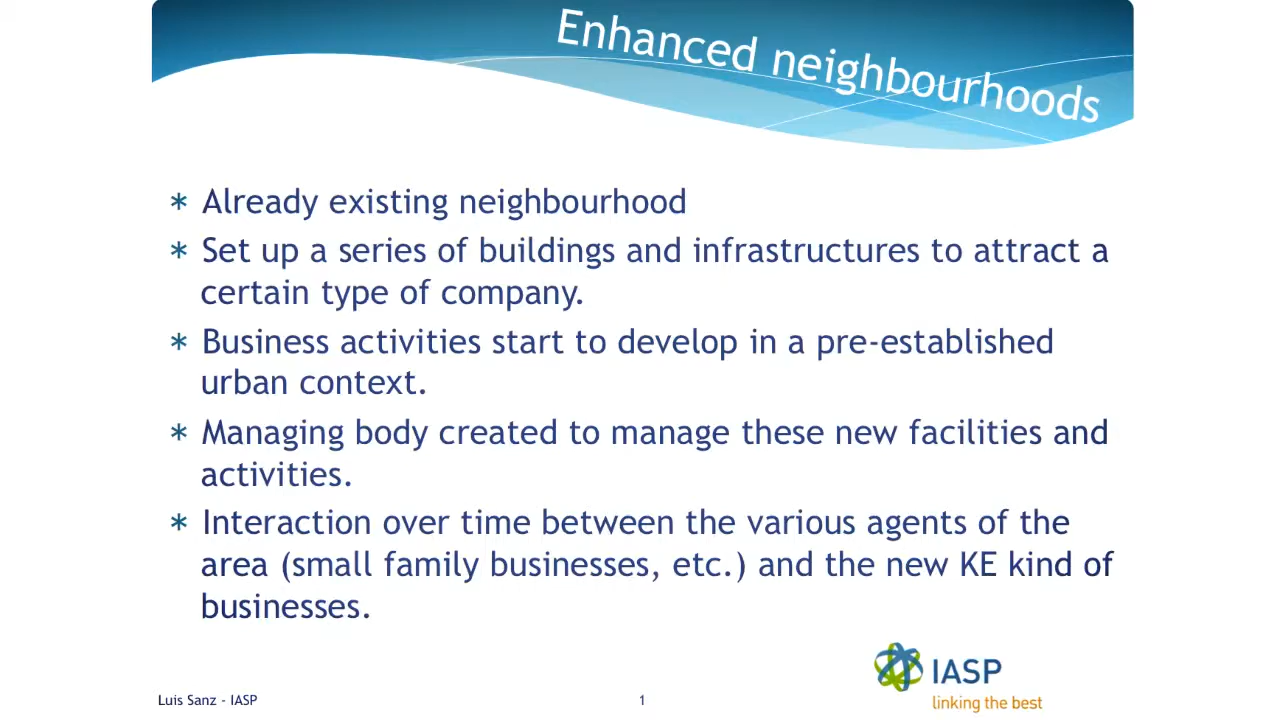 Enhanced neighbourhoods
* Already existing neighbourhood
* Set up a series of buildings and infrastructures to attract a
certain type of company.
* Business activities start to develop in a pre-established
urban context.
* Managing body created to manage these new facilities and
activities.
* Interaction over time between the various agents of the
area (small family businesses, etc.) and the new KE kind of
businesses.
IASP
linking the best
Luis Sanz - IASP
1